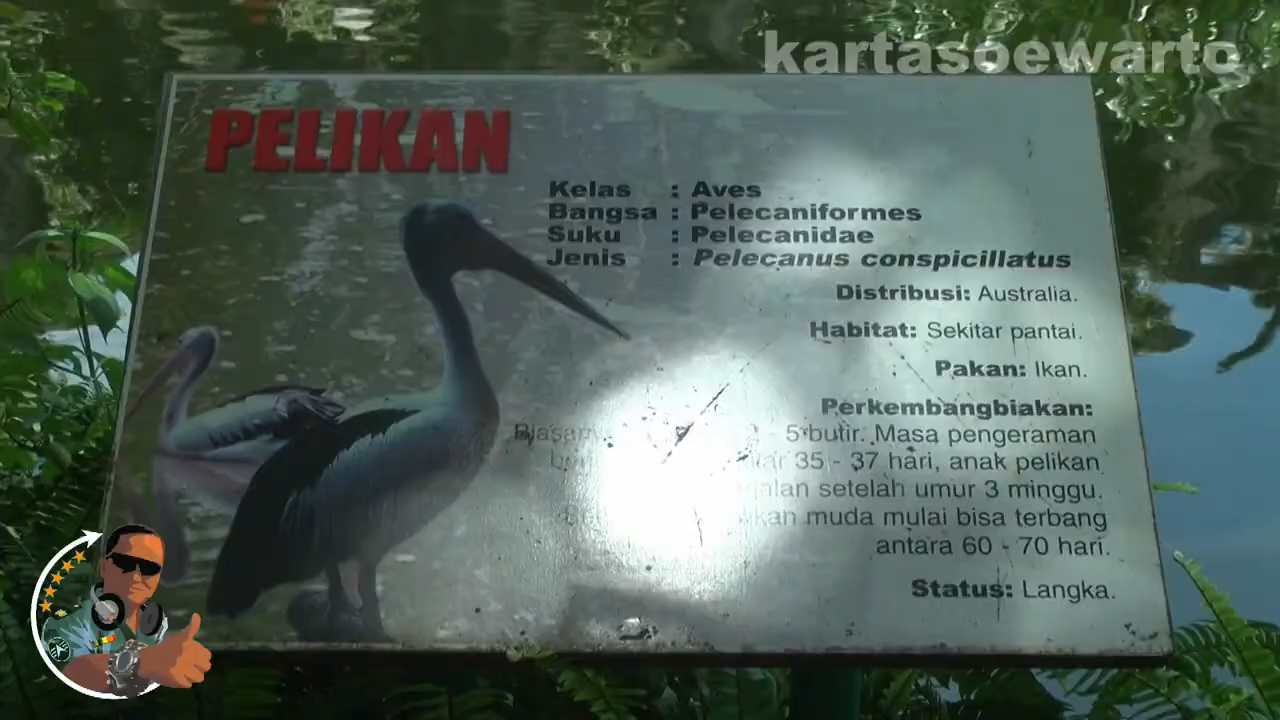 kartasoewarto
PELIKAN
Kelas : Aves
Bangsa : Pelecaniformes
Suku : Pelecanidae
Jenis : Pelecanus conspicillatus
Distribusi: Australia.
Habitat: Sekitar pantai.
Pakan: Ikan.
Perkembangbiakan:
- 5 butir. Masa pengeraman
35 - 37 hari, anak pelikan
setelah umur 3 minggu.
muda mulai bisa terbang
antara 60 - 70 hari.
Status: Langka.